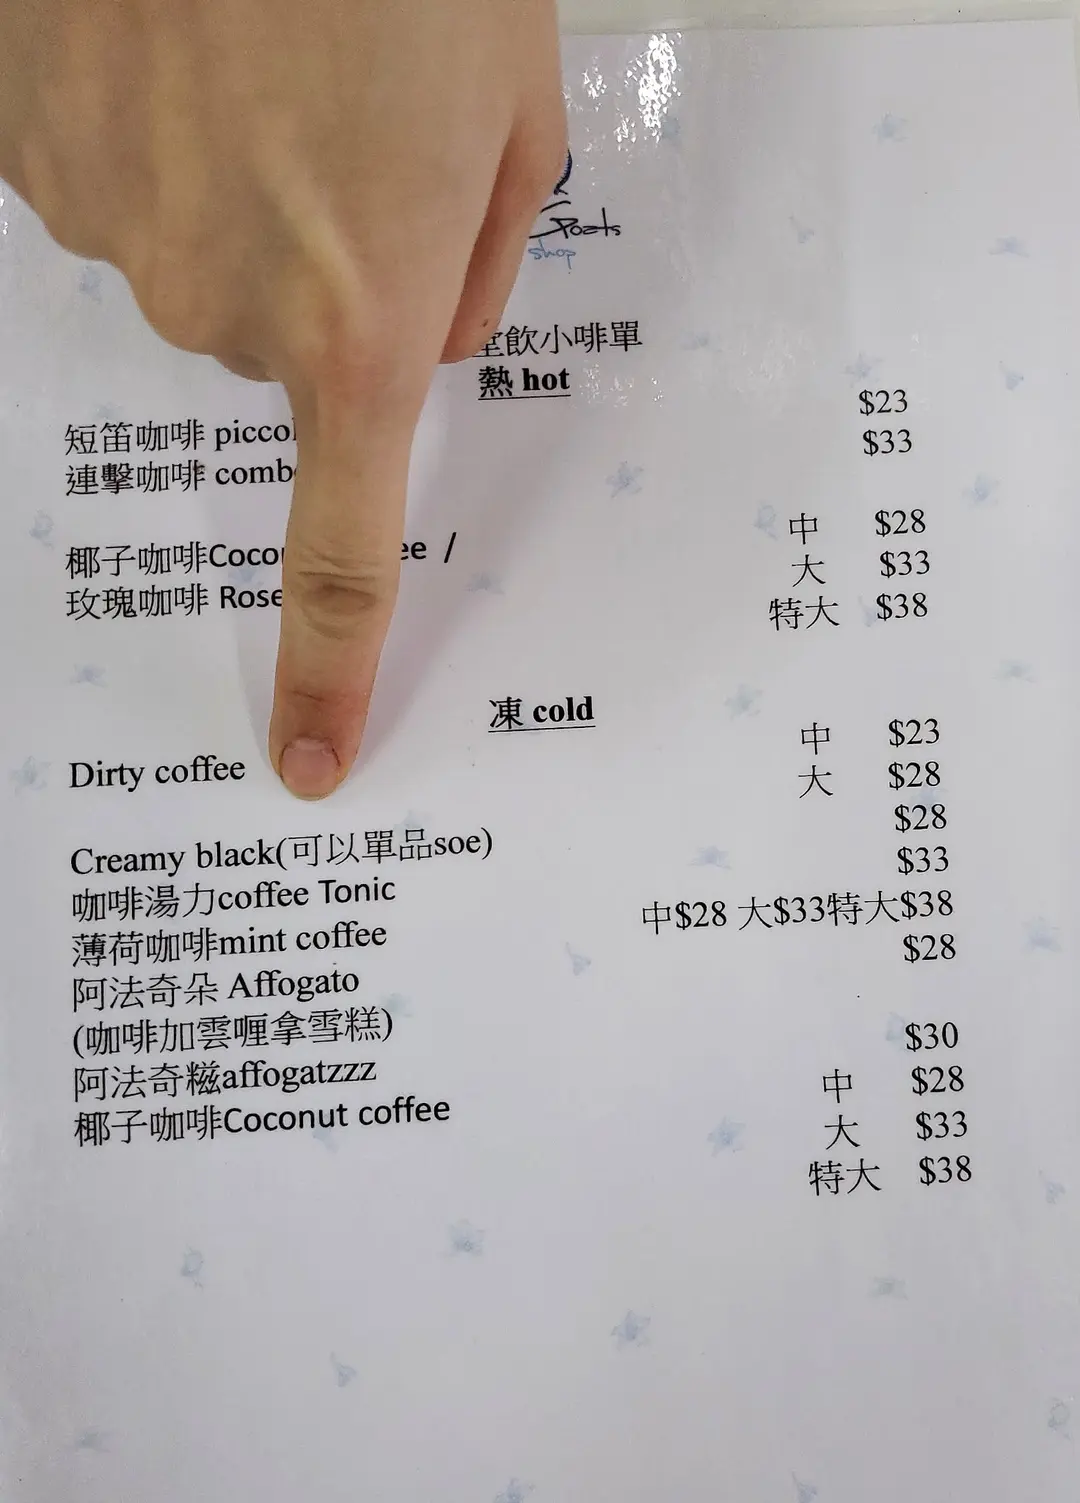 Spoats
shop
堂飲小啡單
熱 hot
短笛咖啡 piccol $23
連擊咖啡 comb $33
椰子咖啡Coco ee / 中 $28
玫瑰咖啡 Rose 大 $33
特大 $38
凍 cold
Dirty coffee 中 $23
大 $28
Creamy black(可以單品soe) $28
咖啡湯力coffee Tonic $33
薄荷咖啡mint coffee 中$28 大$33特大$38
阿法奇朵 Affogato $28
(咖啡加雲喱拿雪糕)
阿法奇糍affogatzzz $30
椰子咖啡Coconut coffee 中 $28
大 $33
特大 $38